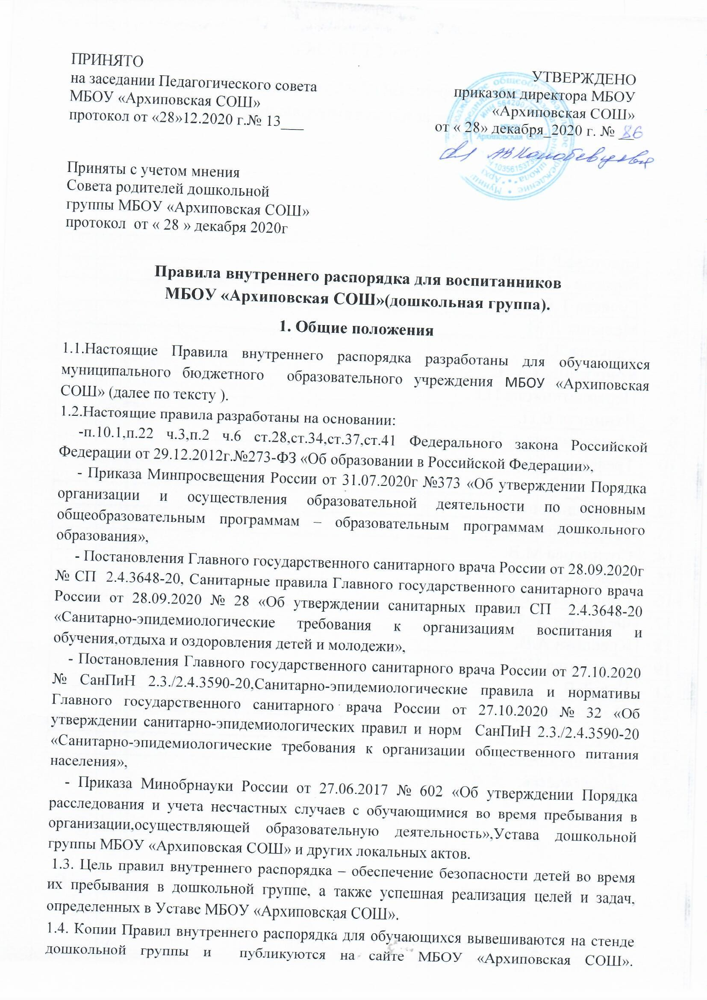 ПРИНЯТО
на заседании Педагогического совета
МБОУ «Архиповская СОШ»
протокол от «28»12.2020 г.№ 13___
УТВЕРЖДЕНО
приказом директора МБОУ
«Архиповская СОШ»
от « 28» декабря_2020 г. № 86
Приняты с учетом мнения
Совета родителей дошкольной
группы МБОУ «Архиповская СОШ»
протокол от « 28 » декабря 2020г
Правила внутреннего распорядка для воспитанников
МБОУ «Архиповская СОШ»(дошкольная группа).
1. Общие положения
1.1.Настоящие Правила внутреннего распорядка разработаны для обучающихся
муниципального бюджетного образовательного учреждения МБОУ «Архиповская
СОШ» (далее по тексту ).
1.2.Настоящие правила разработаны на основании:
-п.10.1,п.22 ч.3,п.2 ч.6 ст.28,ст.34,ст.37,ст.41 Федерального закона Российской
Федерации от 29.12.2012г.№273-ФЗ «Об образовании в Российской Федерации»,
- Приказа Минпросвещения России от 31.07.2020г №373 «Об утверждении Порядка
организации и осуществления образовательной деятельности по основным
общеобразовательным программам – образовательным программам дошкольного
образования»,
- Постановления Главного государственного санитарного врача России от 28.09.2020г
№ СП 2.4.3648-20, Санитарные правила Главного государственного санитарного врача
России от 28.09.2020 № 28 «Об утверждении санитарных правил СП 2.4.3648-20
«Санитарно-эпидемиологические требования к организациям воспитания и
обучения,отдыха и оздоровления детей и молодежи»,
- Постановления Главного государственного санитарного врача России от 27.10.2020
№ СанПиН 2.3./2.4.3590-20,Санитарно-эпидемиологические правила и нормативы
Главного государственного санитарного врача России от 27.10.2020 № 32 «Об
утверждении санитарно-эпидемиологических правил и норм СанПиН 2.3./2.4.3590-20
«Санитарно-эпидемиологические требования к организации общественного питания
населения»,
- Приказа Минобрнауки России от 27.06.2017 № 602 «Об утверждении Порядка
расследования и учета несчастных случаев с обучающимися во время пребывания в
организации,осуществляющей образовательную деятельность»,Устава дошкольной
группы МБОУ «Архиповская СОШ» и других локальных актов.
1.3. Цель правил внутреннего распорядка – обеспечение безопасности детей во время
их пребывания в дошкольной группе, а также успешная реализация целей и задач,
определенных в Уставе МБОУ «Архиповская СОШ».
1.4. Копии Правил внутреннего распорядка для обучающихся вывешиваются на стенде
дошкольной группы и публикуются на сайте МБОУ «Архиповская СОШ».